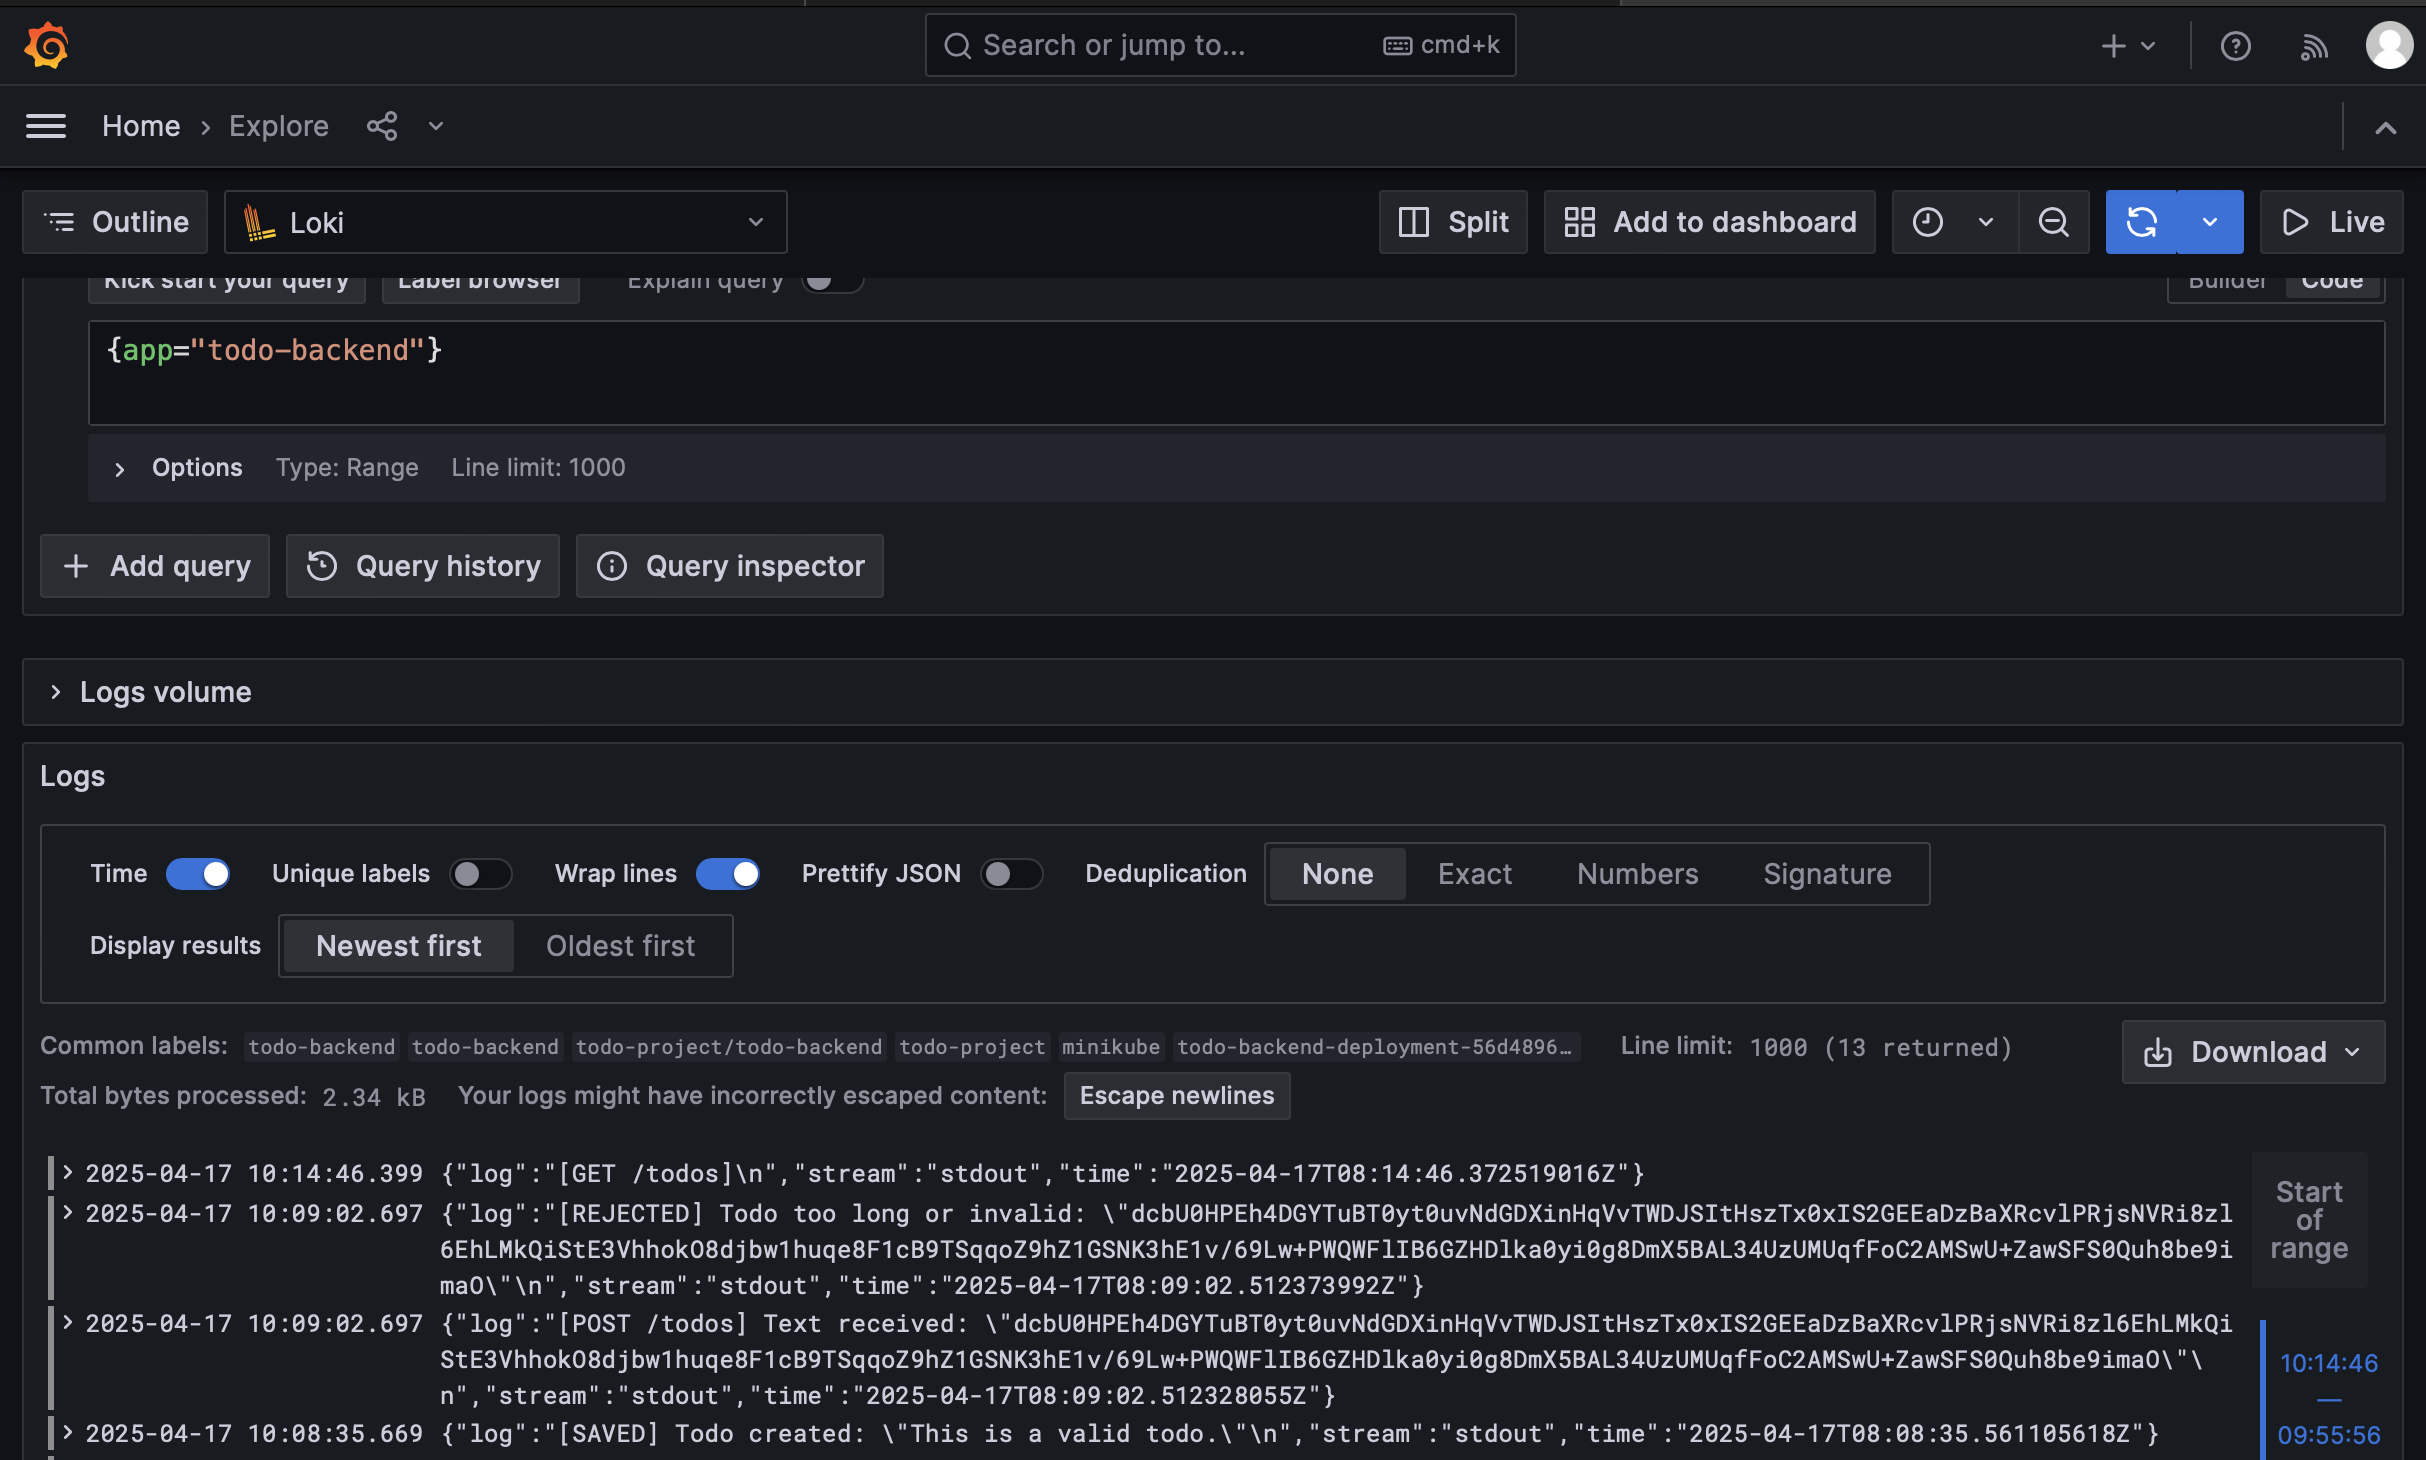 Search or jump to... cmd+k
Home › Explore
Outline Loki Split Add to dashboard Live
Kick start your query Label browser Explain query Builder Code
{app="todo-backend"}
Options Type: Range Line limit: 1000
Add query Query history Query inspector
Logs volume
Logs
Time Unique labels Wrap lines Prettify JSON Deduplication None Exact Numbers Signature
Display results Newest first Oldest first
Common labels: todo-backend todo-backend todo-project/todo-backend todo-project minikube todo-backend-deployment-56d4896… Line limit: 1000 (13 returned) Download
Total bytes processed: 2.34 kB Your logs might have incorrectly escaped content: Escape newlines
2025-04-17 10:14:46.399 {"log":"[GET /todos]\n","stream":"stdout","time":"2025-04-17T08:14:46.372519016Z"}
2025-04-17 10:09:02.697 {"log":"[REJECTED] Todo too long or invalid: \"dcbU0HPEh4DGYTuBT0yt0uvNdGDXinHqVvTWDJSItHszTx0xIS2GEEaDzBaXRcvlPRjsNVRi8zl
6EhLMkQiStE3VhhokO8djbw1huqe8F1cB9TSqqoZ9hZ1GSNK3hE1v/69Lw+PWQWFlIB6GZHDlka0yi0g8DmX5BAL34UzUMUqfFoC2AMSwU+ZawSFS0Quh8be9i
maO\"\n","stream":"stdout","time":"2025-04-17T08:09:02.512373992Z"}
2025-04-17 10:09:02.697 {"log":"[POST /todos] Text received: \"dcbU0HPEh4DGYTuBT0yt0uvNdGDXinHqVvTWDJSItHszTx0xIS2GEEaDzBaXRcvlPRjsNVRi8zl6EhLMkQi
StE3VhhokO8djbw1huqe8F1cB9TSqqoZ9hZ1GSNK3hE1v/69Lw+PWQWFlIB6GZHDlka0yi0g8DmX5BAL34UzUMUqfFoC2AMSwU+ZawSFS0Quh8be9imaO\"\
n","stream":"stdout","time":"2025-04-17T08:09:02.512328055Z"}
2025-04-17 10:08:35.669 {"log":"[SAVED] Todo created: \"This is a valid todo.\"\n","stream":"stdout","time":"2025-04-17T08:08:35.561105618Z"}
Start
of
range
10:14:46
—
09:55:56